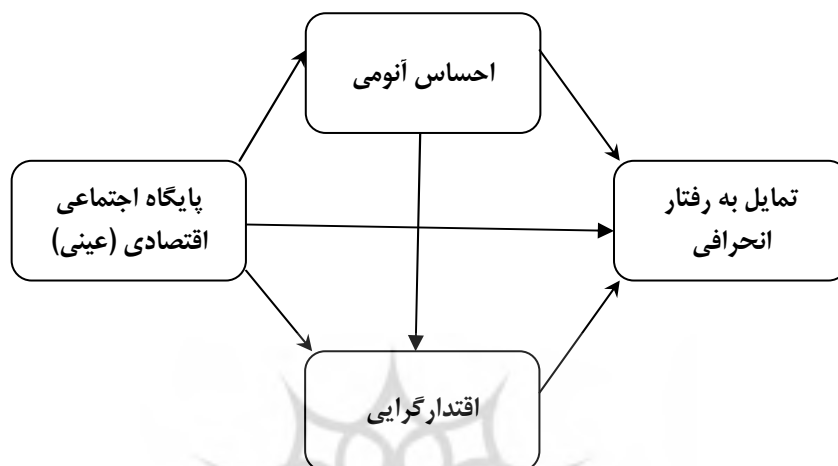 احساس آنومی
پایگاه اجتماعی
اقتصادی (عینی)
تمایل به رفتار
انحرافی
اقتدارگرایی